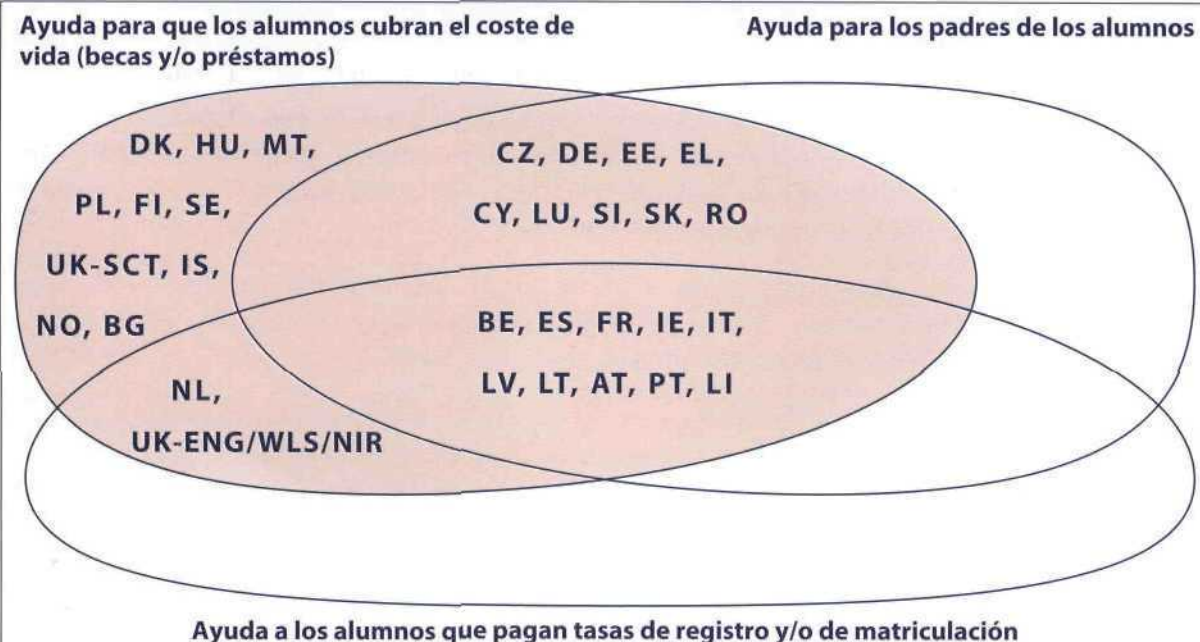 Ayuda para que los alumnos cubran el coste de
vida (becas y/o préstamos)
Ayuda para los padres de los alumnos
DK, HU, MT,
PL, FI, SE,
UK-SCT, IS,
NO, BG
CZ, DE, EE, EL,
CY, LU, SI, SK, RO
BE, ES, FR, IE, IT,
LV, LT, AT, PT, LI
NL,
UK-ENG/WLS/NIR
Ayuda a los alumnos que pagan tasas de registro y/o de matriculación